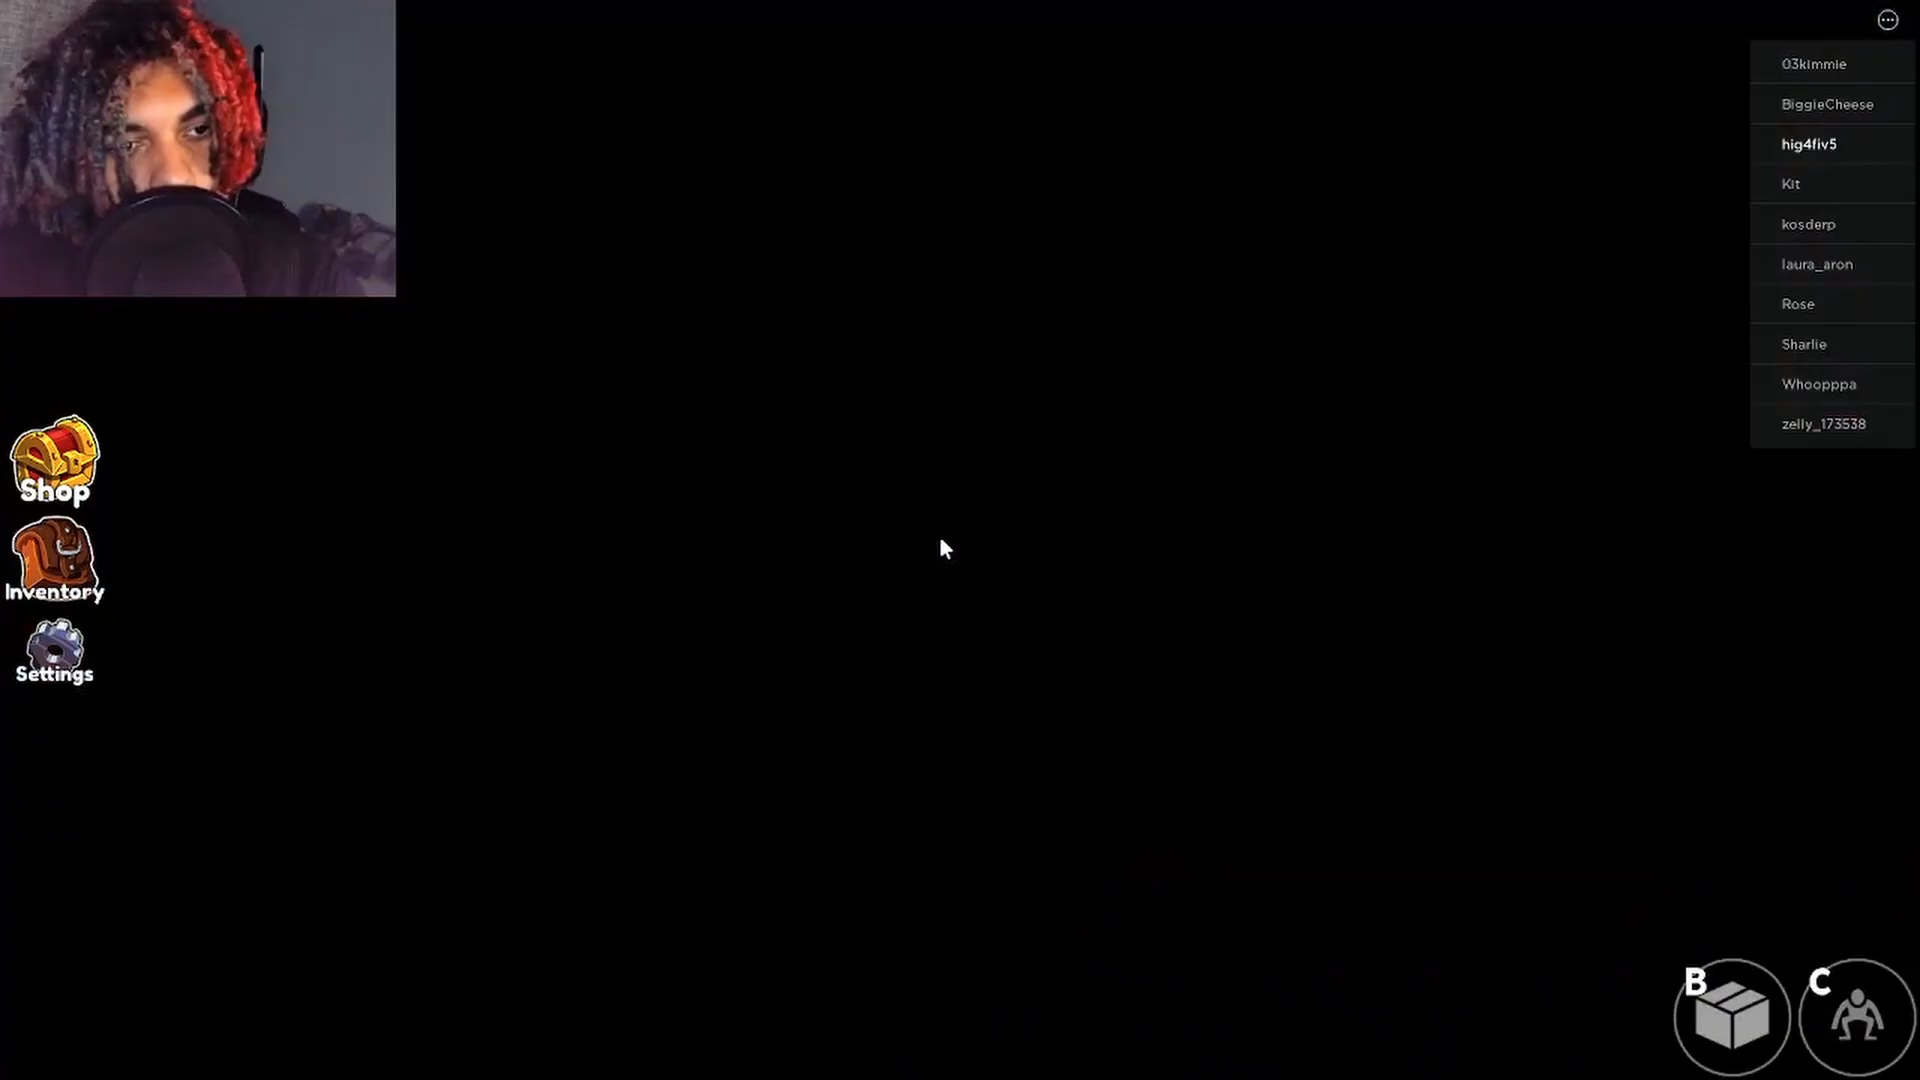 03kimmie
BiggieCheese
hig4fiv5
Kit
kosderp
laura_aron
Rose
Sharlie
Whoopppa
zelly_173538
Shop
Inventory
Settings
B
C